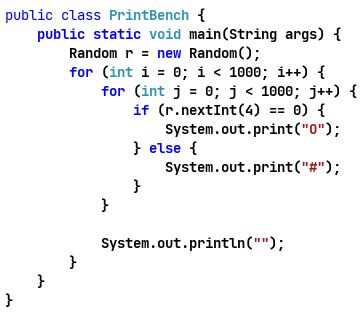 public class PrintBench {
    public static void main(String args) {
        Random r = new Random();
        for (int i = 0; i < 1000; i++) {
            for (int j = 0; j < 1000; j++) {
                if (r.nextInt(4) == 0) {
                    System.out.print("O");
                } else {
                    System.out.print("#");
                }
            }

            System.out.println("");
        }
    }
}